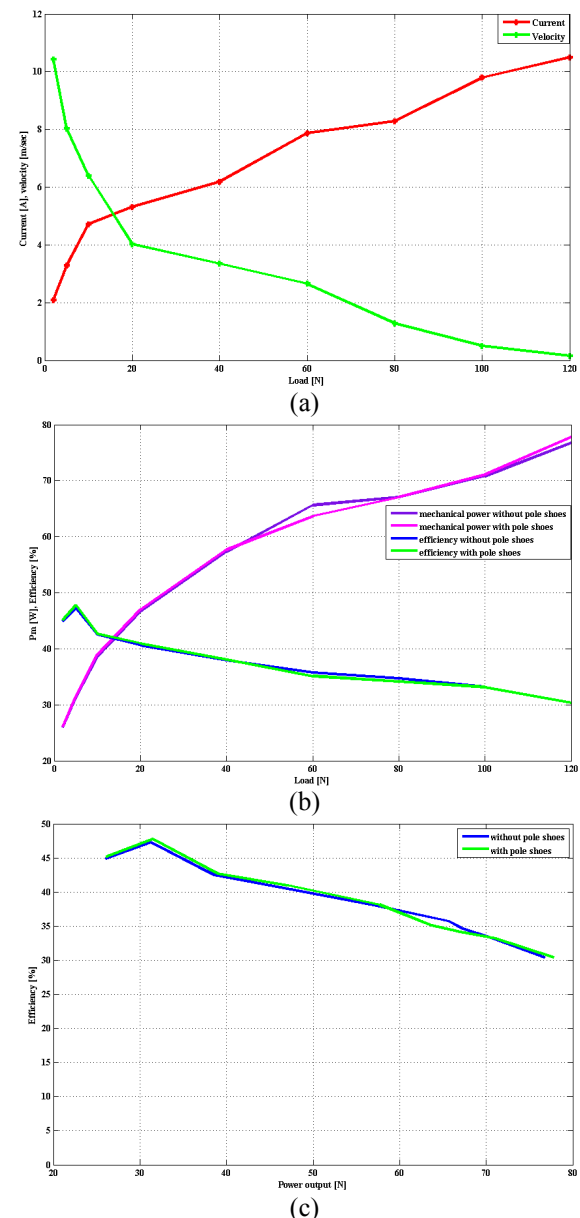 12
10
8
6
4
2
0
Current [A], velocity [m/sec]
Current
Velocity
0 20 40 60 80 100 120
Load [N]
(a)
80
70
60
50
40
30
20
Pm [W], Efficiency [%]
mechanical power without pole shoes
mechanical power with pole shoes
efficiency without pole shoes
efficiency with pole shoes
0 20 40 60 80 100 120
Load [N]
(b)
50
45
40
35
30
25
20
15
10
5
0
Efficiency [%]
without pole shoes
with pole shoes
20 30 40 50 60 70 80
Power output [N]
(c)